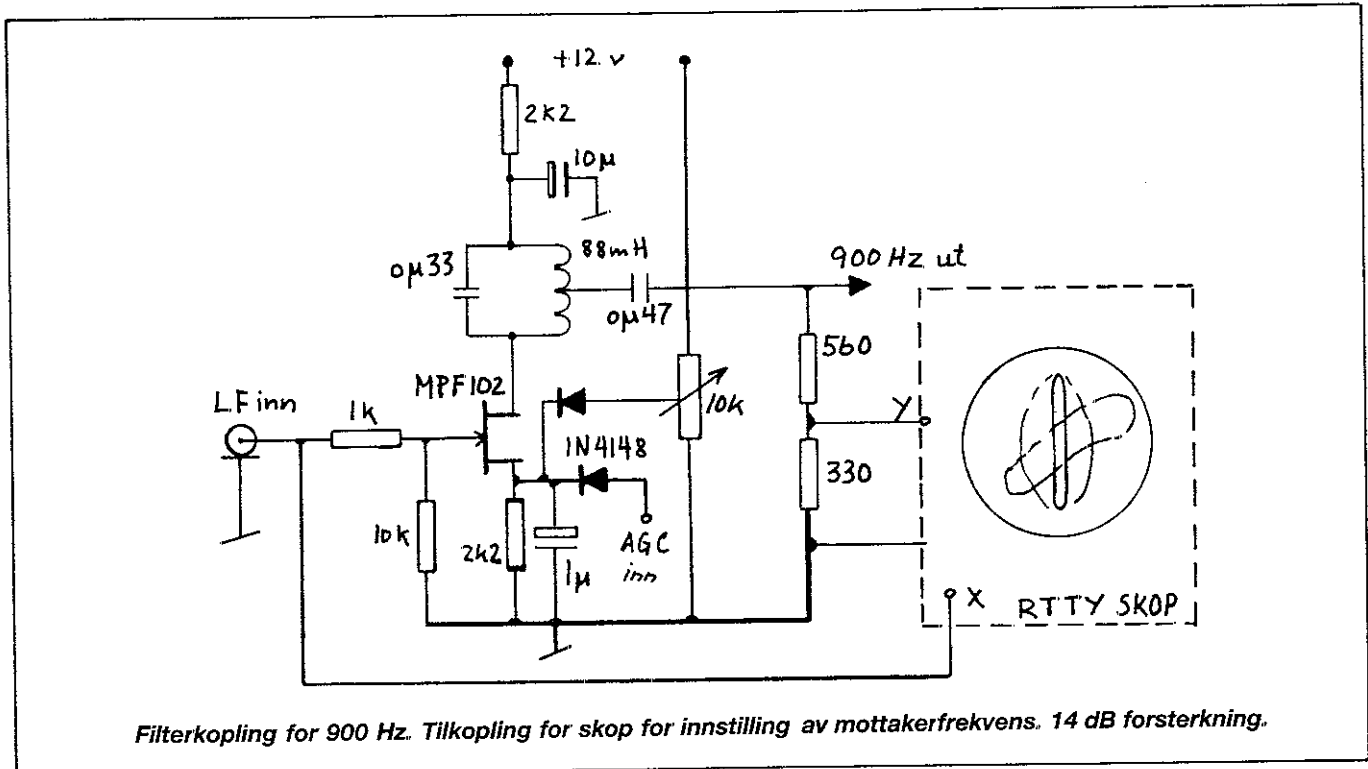 +12 v
2K2
10µ
0µ33
88mH
900 Hz ut
0µ47
560
MPF102
LF inn
1k
10k
Y
1N4148
330
10k
2k2
1µ
AGC
inn
X
RTTY SKOP
Filterkopling for 900 Hz. Tilkopling for skop for innstilling av mottakerfrekvens. 14 dB forsterkning.